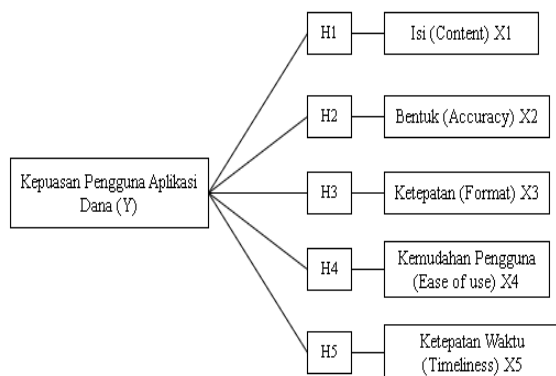 H1
Isi (Content) X1
H2
Bentuk (Accuracy) X2
Kepuasan Pengguna Aplikasi
Dana (Y)
H3
Ketepatan (Format) X3
H4
Kemudahan Pengguna
(Ease of use) X4
H5
Ketepatan Waktu
(Timeliness) X5